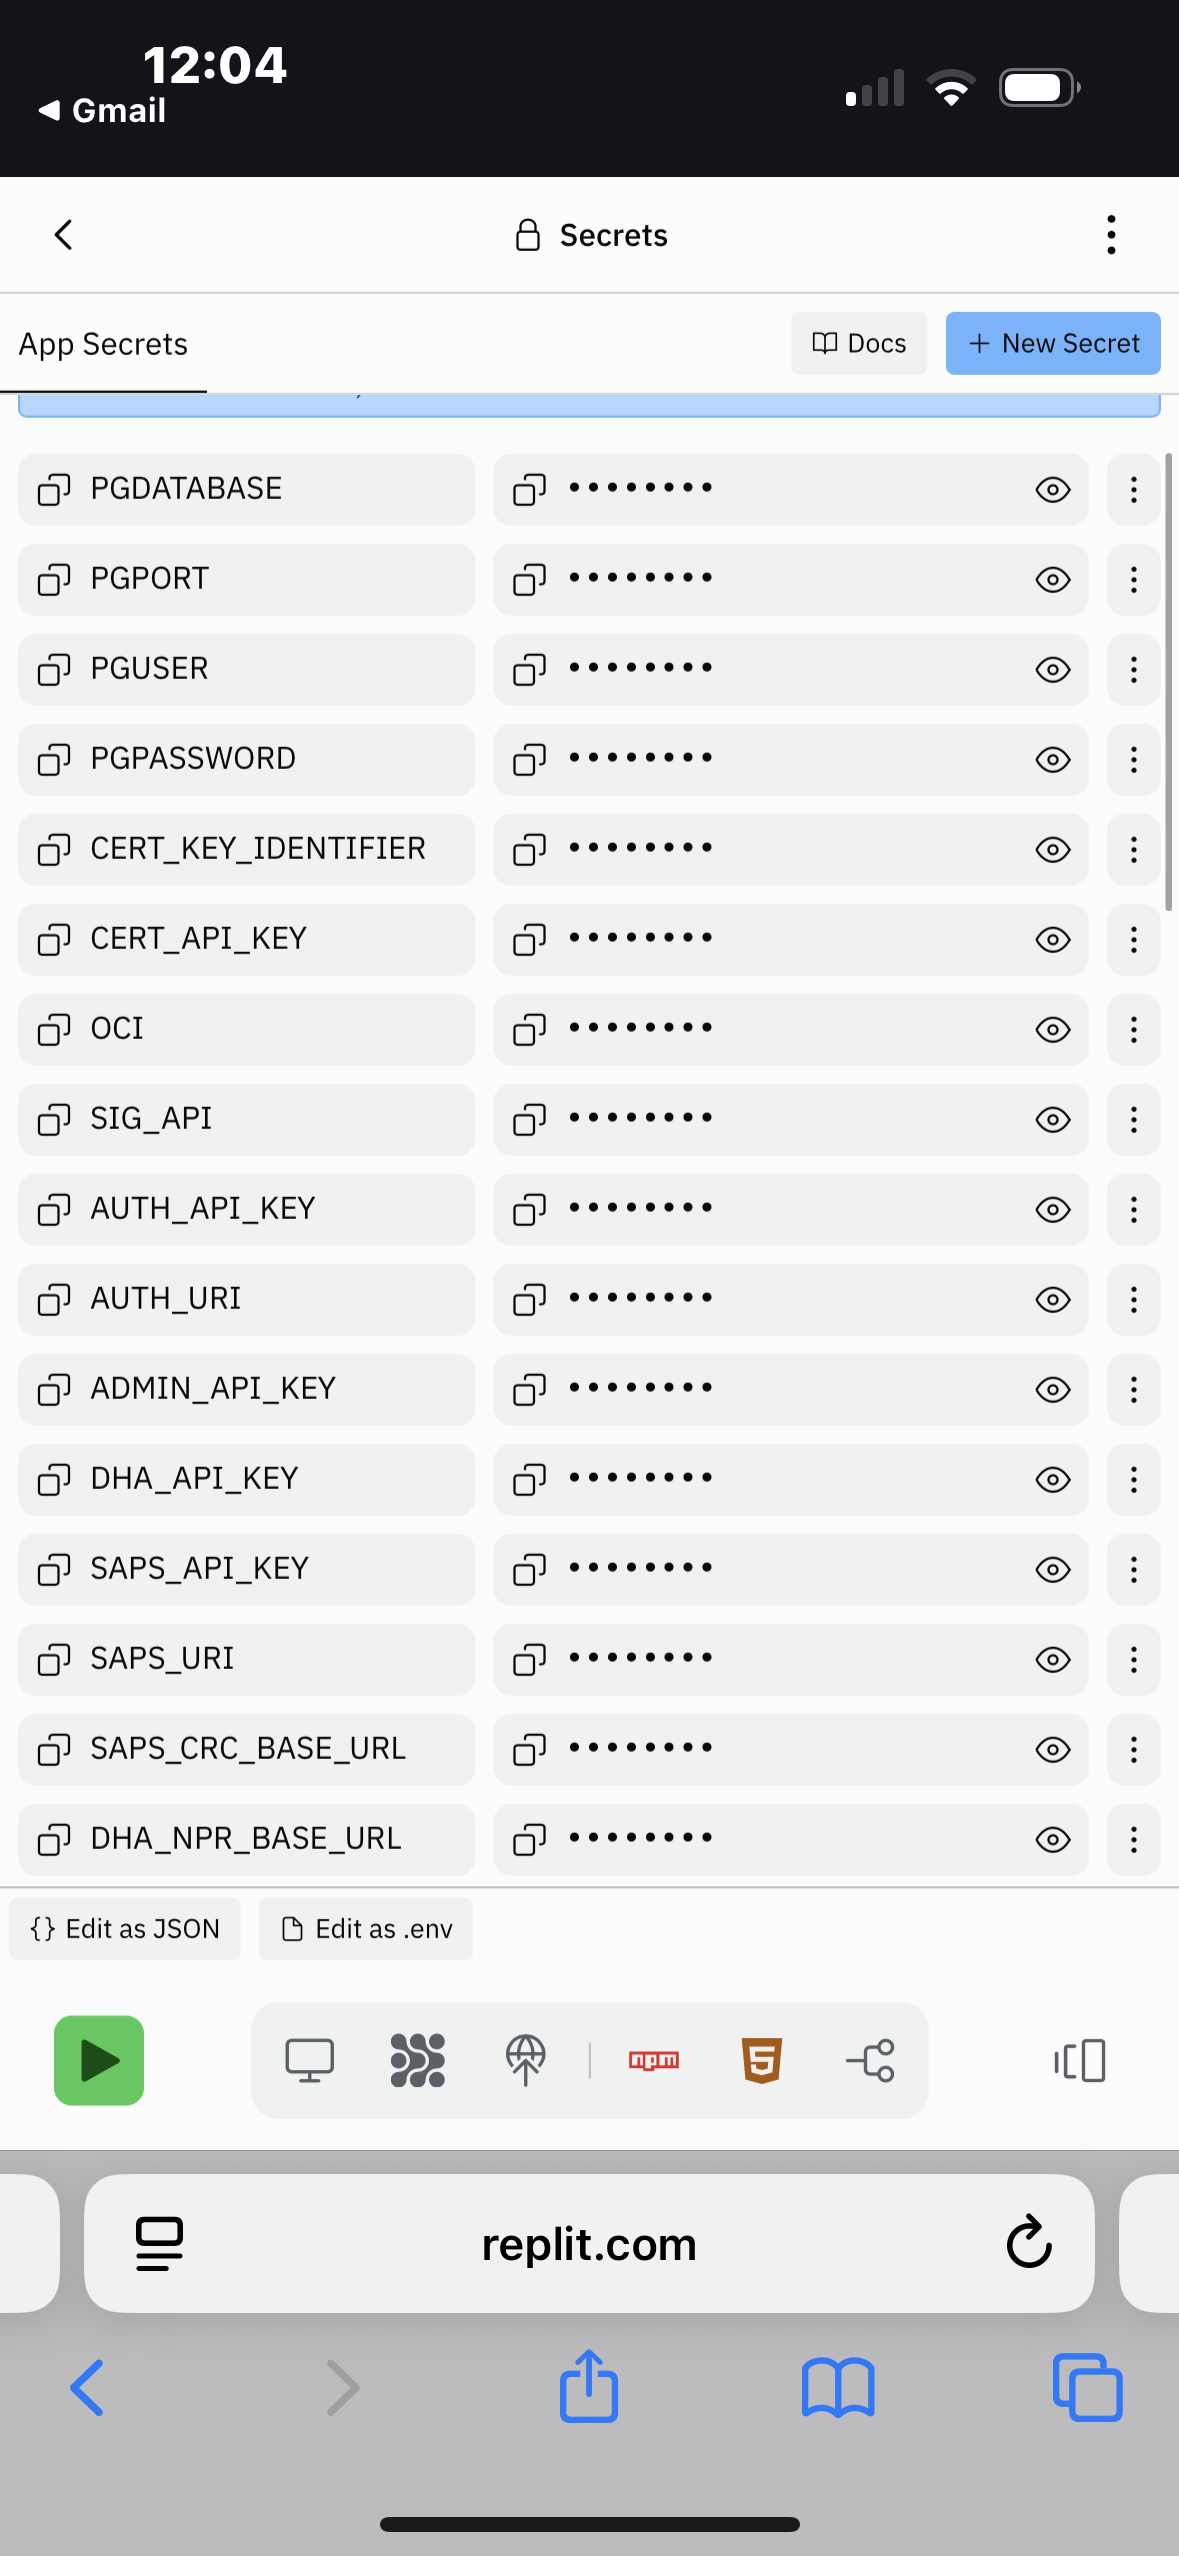 12:04
Gmail
Secrets
App Secrets
Docs
New Secret
PGDATABASE
PGPORT
PGUSER
PGPASSWORD
CERT_KEY_IDENTIFIER
CERT_API_KEY
OCI
SIG_API
AUTH_API_KEY
AUTH_URI
ADMIN_API_KEY
DHA_API_KEY
SAPS_API_KEY
SAPS_URI
SAPS_CRC_BASE_URL
DHA_NPR_BASE_URL
{} Edit as JSON
Edit as .env
npm
5
replit.com